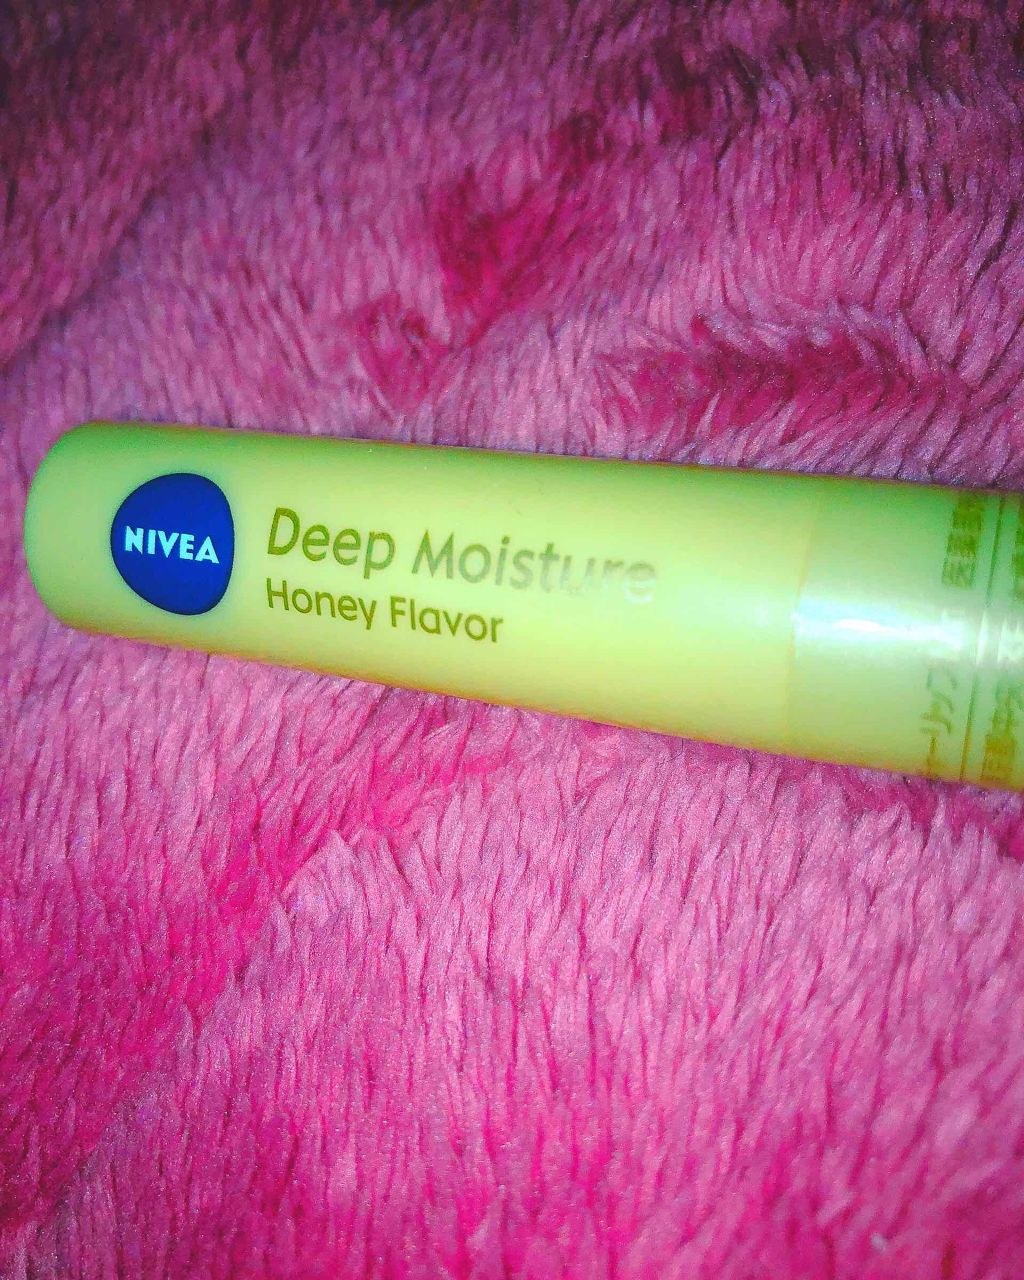 NIVEA
Deep Moisture
Honey Flavor